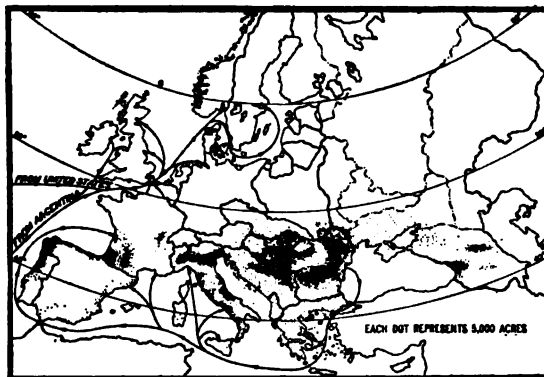 FROM UNITED STATES
FROM ARGENTINA
EACH DOT REPRESENTS 5,000 ACRES